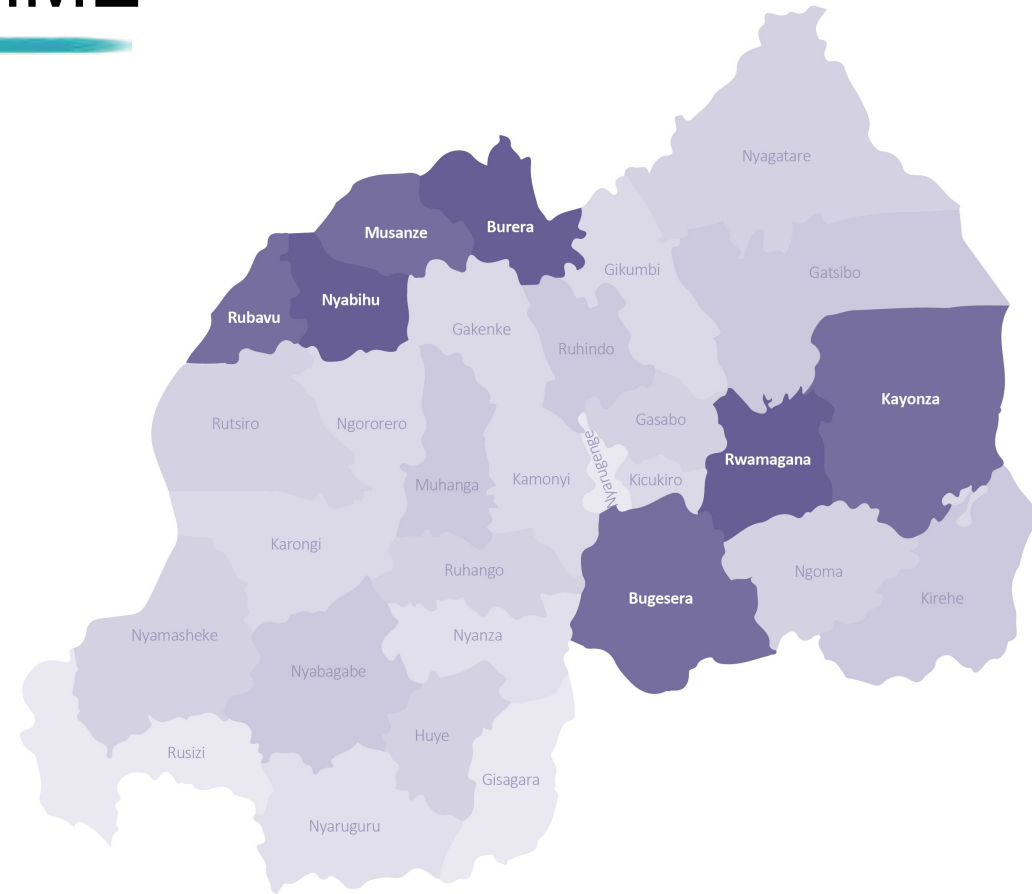 Nyagatare
Musanze
Burera
Gikumbi
Gatsibo
Nyabihu
Rubavu
Gakenke
Ruhindo
Kayonza
Rutsiro
Ngororero
Gasabo
Nyarugenge
Rwamagana
Muhanga
Kamonyi
Kicukiro
Karongi
Ruhango
Ngoma
Bugesera
Kirehe
Nyamasheke
Nyanza
Nyabagabe
Huye
Rusizi
Gisagara
Nyaruguru